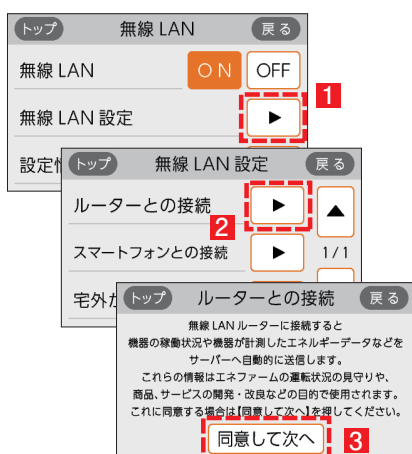 トップ 無線 LAN 戻る
無線 LAN ON OFF
1
無線 LAN 設定 ▶
設定
トップ 無線 LAN 設定 戻る
ルーターとの接続 ▶ ▲
2
スマートフォンとの接続 ▶ 1/1
宅外か
トップ ルーターとの接続 戻る
無線 LAN ルーターに接続すると
機器の稼働状況や機器が計測したエネルギーデータなどを
サーバーへ自動的に送信します。
これらの情報はエネファームの運転状況の見守りや、
商品、サービスの開発・改良などの目的で使用されます。
これに同意する場合は【同意して次へ】を押してください。
同意して次へ 3